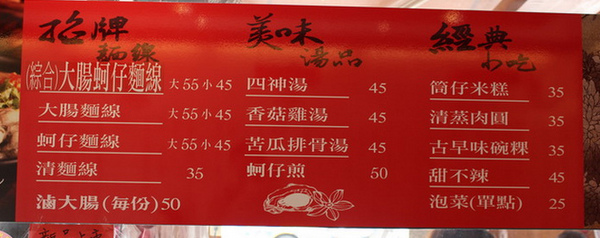 招牌
麵線
(綜合)大腸蚵仔麵線 大55小45
大腸麵線 大55小45
蚵仔麵線 大55小45
清麵線 35
滷大腸(每份)50
美味
湯品
四神湯 45
香菇雞湯 45
苦瓜排骨湯 45
蚵仔煎 50
經典
小吃
筒仔米糕 35
清蒸肉圓 35
古早味碗粿 35
甜不辣 45
泡菜(單點) 25